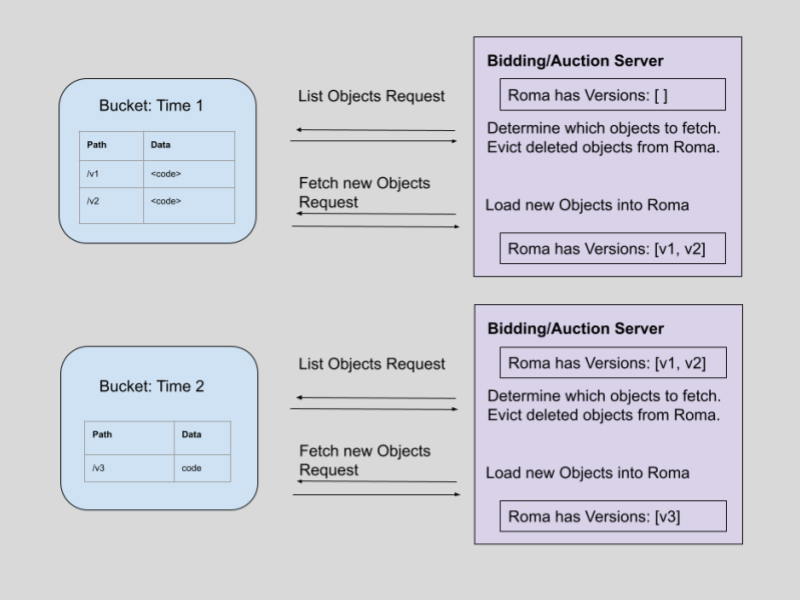 Bucket: Time 1
Path Data
/v1 <code>
/v2 <code>
List Objects Request
Fetch new Objects
Request
Bidding/Auction Server
Roma has Versions: [ ]
Determine which objects to fetch.
Evict deleted objects from Roma.
Load new Objects into Roma
Roma has Versions: [v1, v2]
Bucket: Time 2
Path Data
/v3 code
List Objects Request
Fetch new Objects
Request
Bidding/Auction Server
Roma has Versions: [v1, v2]
Determine which objects to fetch.
Evict deleted objects from Roma.
Load new Objects into Roma
Roma has Versions: [v3]